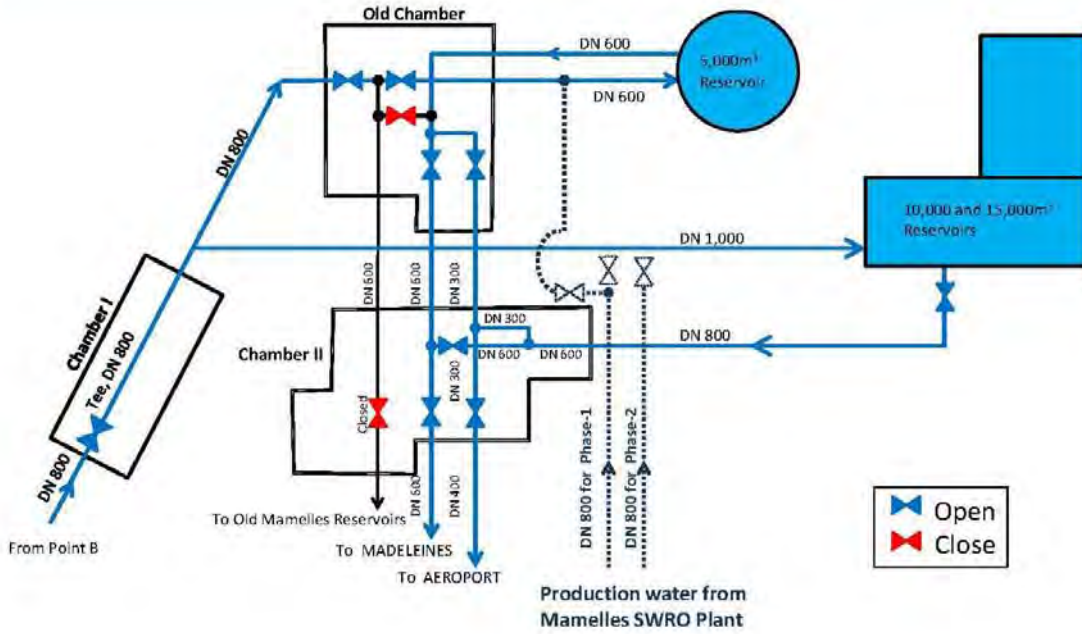 Old Chamber
DN 600
5,000m³
Reservoir
DN 600
DN 800
10,000 and 15,000m³
Reservoirs
DN 1,000
DN 600
DN 600
DN 300
Chamber I
Tee, DN 800
DN 300
Chamber II
DN 600
DN 600
DN 800
DN 300
Closed
DN 800
DN 600
DN 400
DN 800 for Phase-1
DN 800 for Phase-2
To Old Mamelles Reservoirs
From Point B
To MADELEINES
To AEROPORT
Open
Close
Production water from
Mamelles SWRO Plant